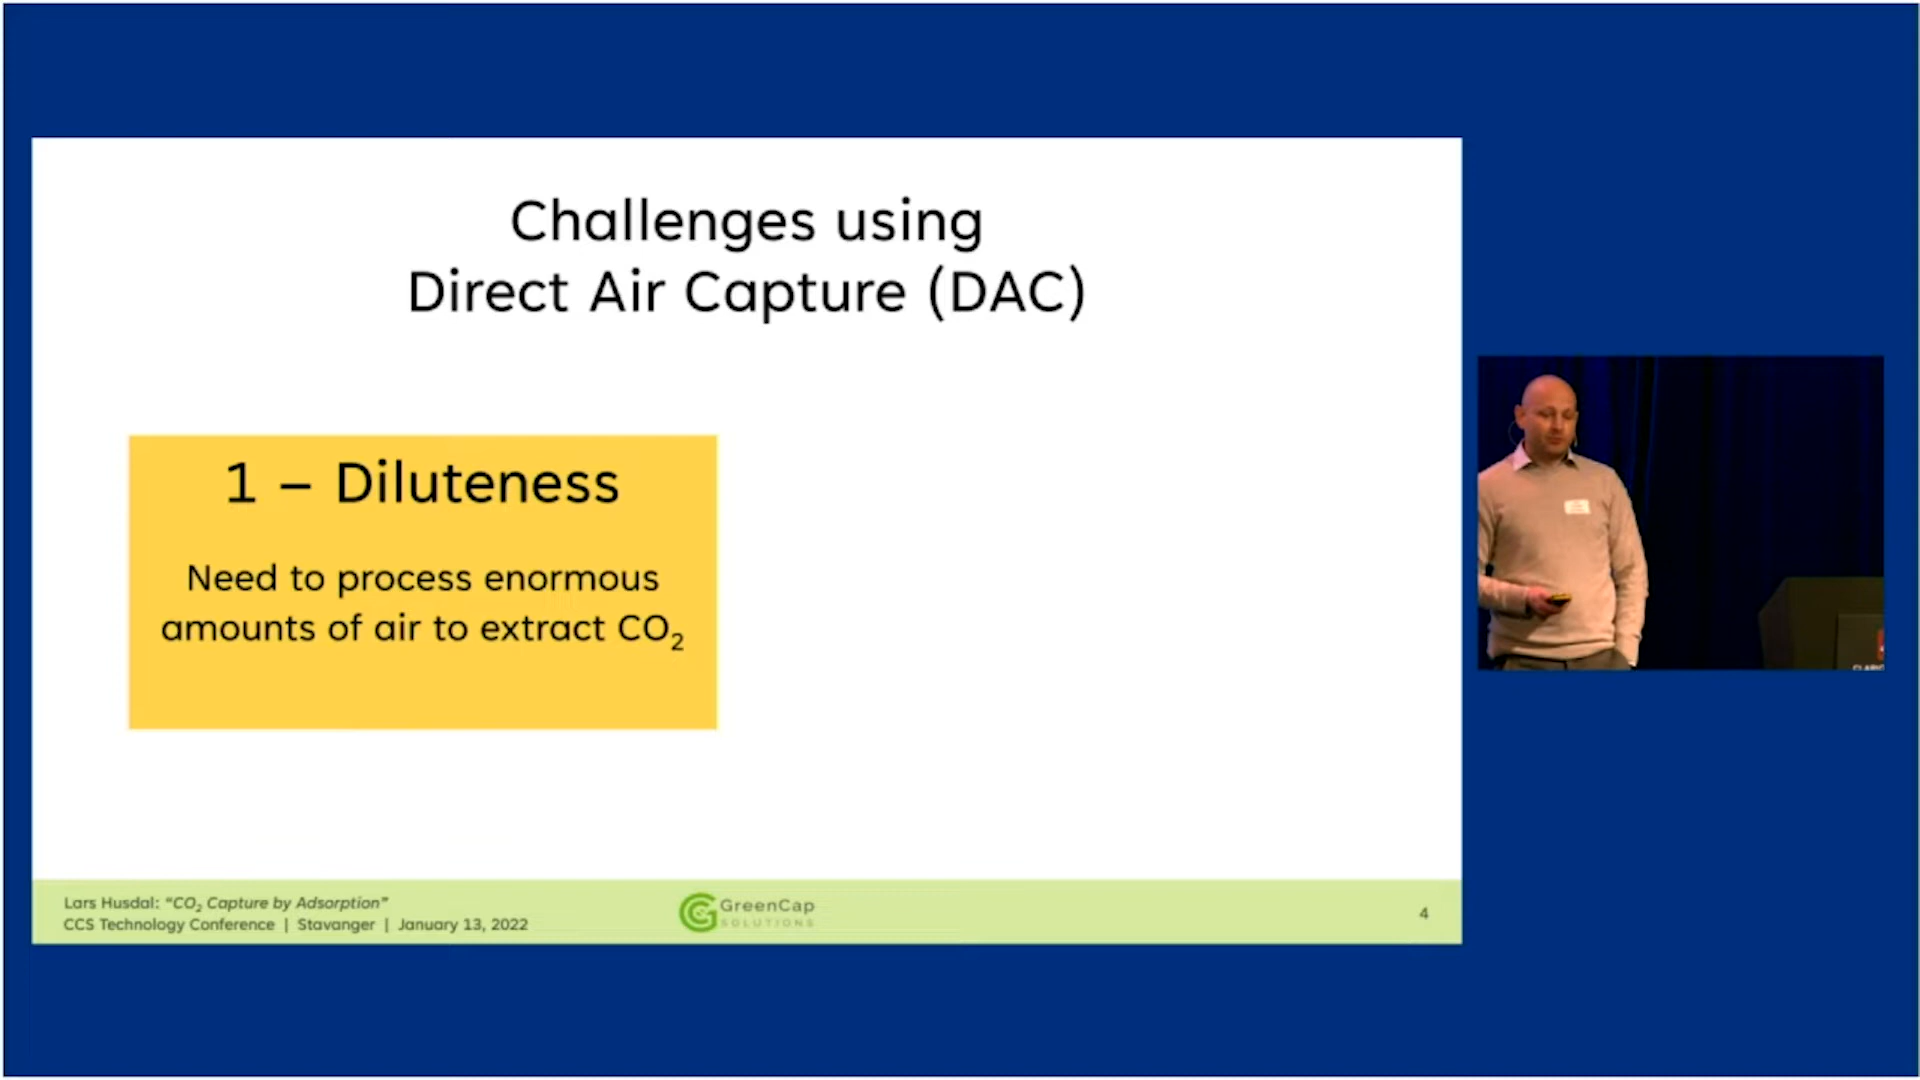 Challenges using
Direct Air Capture (DAC)
1 – Diluteness
Need to process enormous
amounts of air to extract CO₂
Lars Husdal: “CO₂ Capture by Adsorption”
CCS Technology Conference | Stavanger | January 13, 2022
GreenCap
SOLUTIONS
4